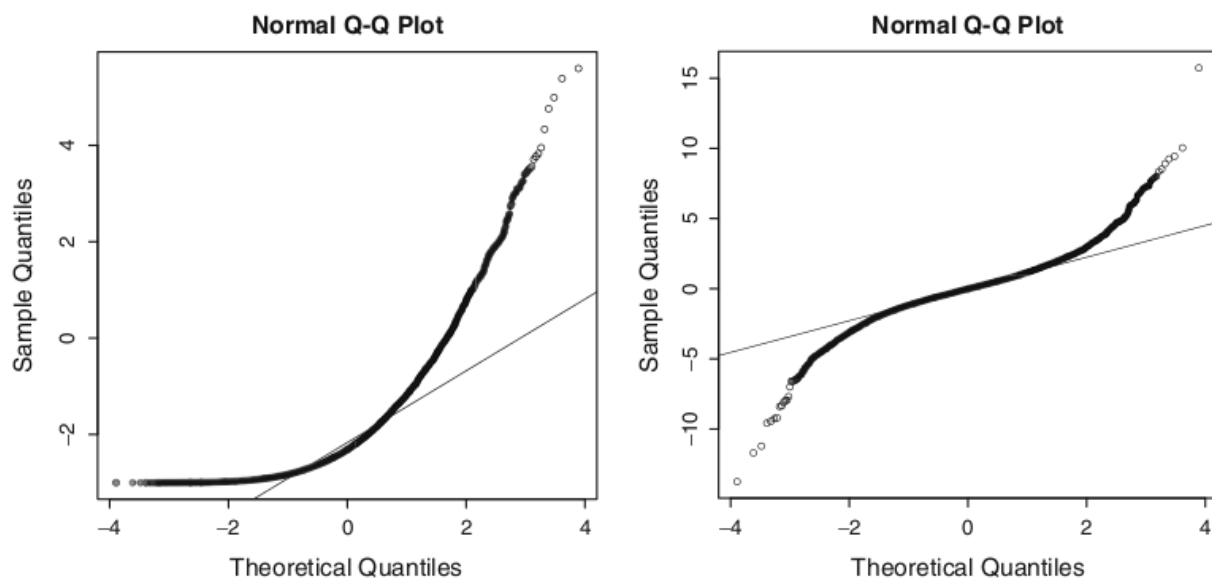 Normal Q-Q Plot
Sample Quantiles
4
2
0
−2
−4 −2 0 2 4
Theoretical Quantiles
Normal Q-Q Plot
Sample Quantiles
15
10
5
0
−5
−10
−4 −2 0 2 4
Theoretical Quantiles